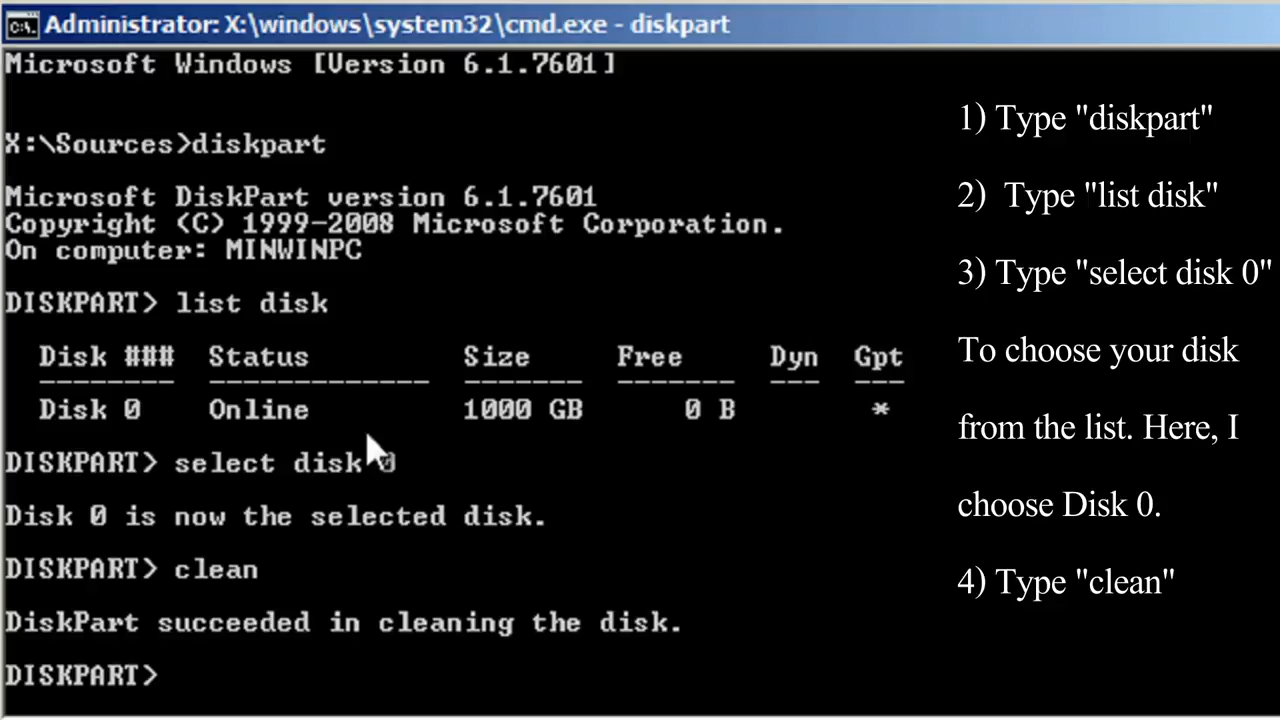 Administrator: X:\windows\system32\cmd.exe - diskpart
Microsoft Windows [Version 6.1.7601]
X:\Sources>diskpart
Microsoft DiskPart version 6.1.7601
Copyright (C) 1999-2008 Microsoft Corporation.
On computer: MINWINPC
DISKPART> list disk
Disk ### Status Size Free Dyn Gpt
-------- ------------- ------- ------- --- ---
Disk 0 Online 1000 GB 0 B *
DISKPART> select disk 0
Disk 0 is now the selected disk.
DISKPART> clean
DiskPart succeeded in cleaning the disk.
DISKPART>
1) Type "diskpart"
2) Type "list disk"
3) Type "select disk 0"
To choose your disk
from the list. Here, I
choose Disk 0.
4) Type "clean"